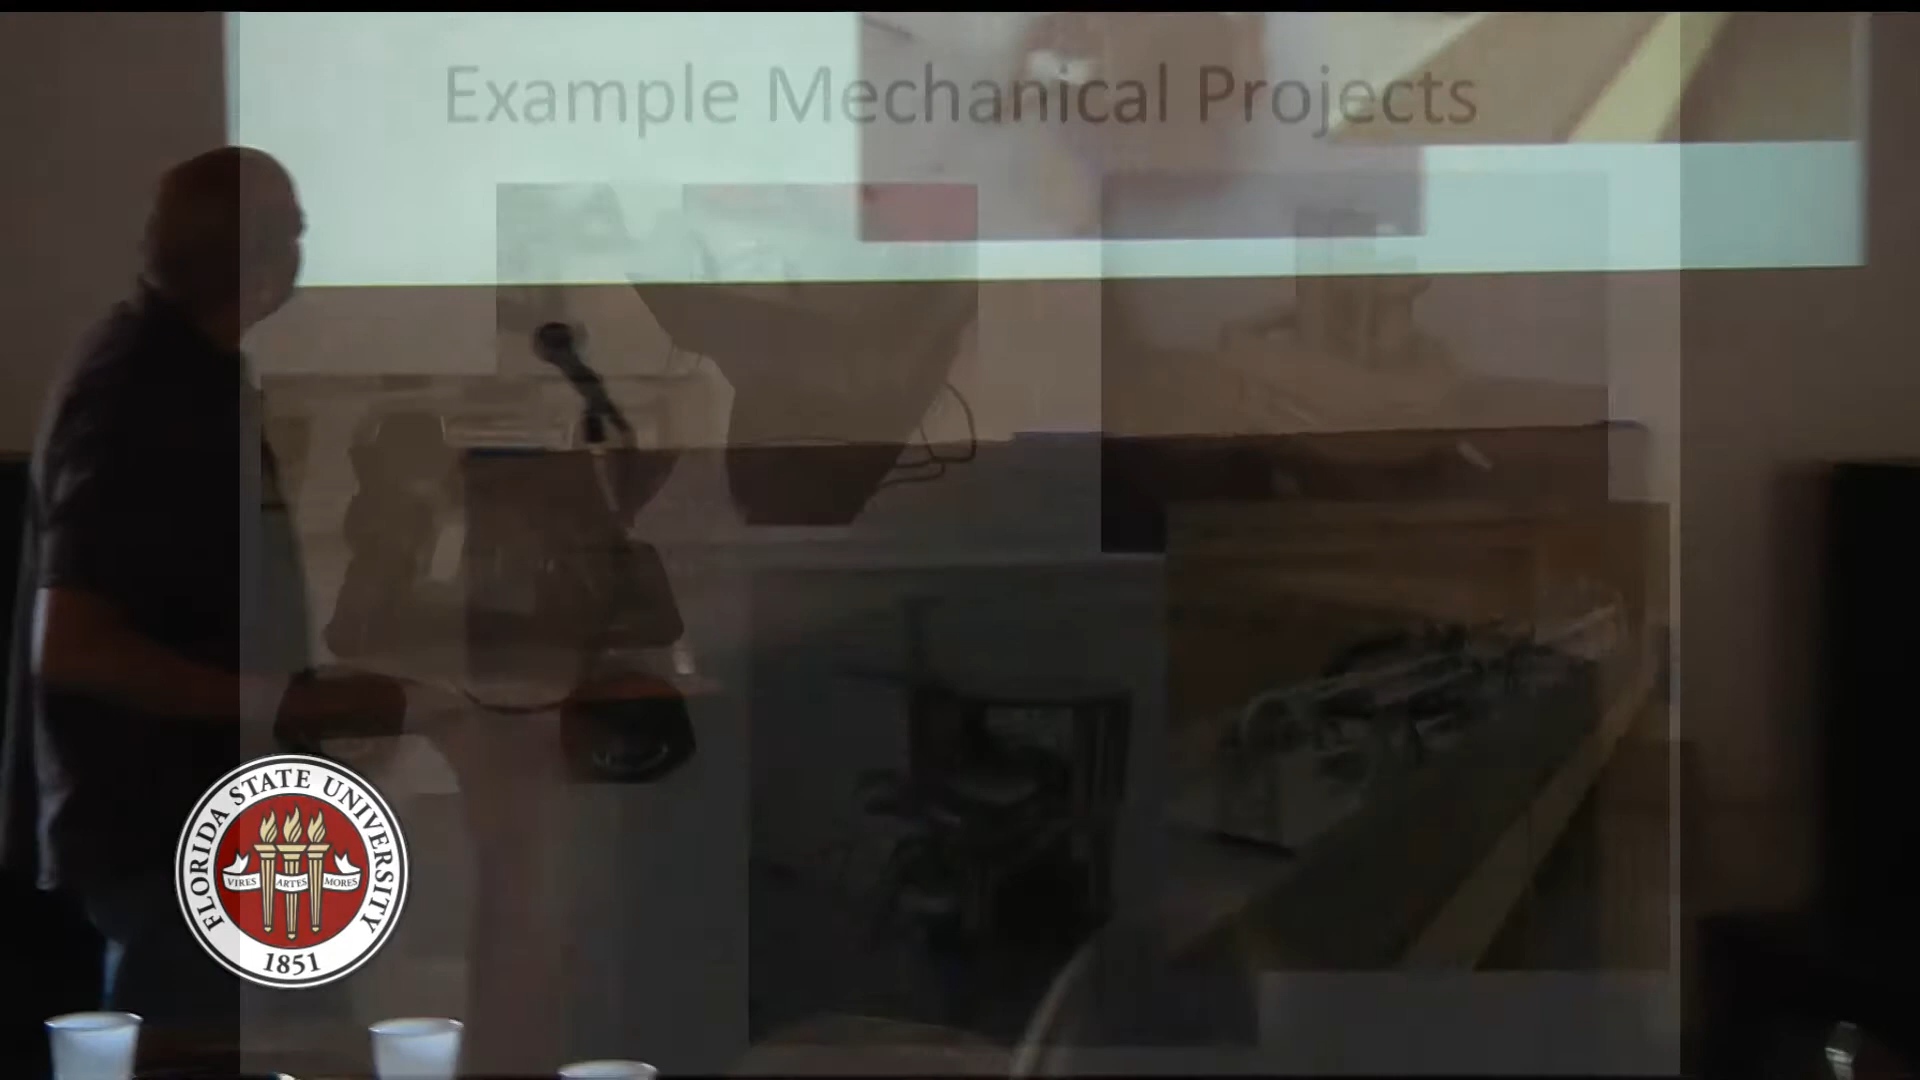 Example Mechanical Projects
FLORIDA STATE UNIVERSITY
VIRES ARTES MORES
1851